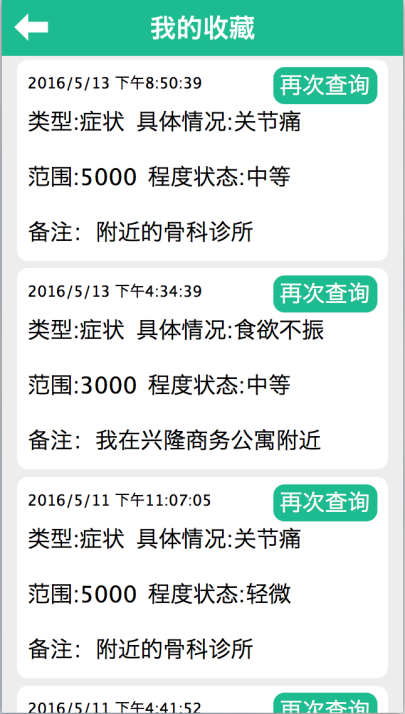 我的收藏
2016/5/13 下午8:50:39 再次查询
类型:症状 具体情况:关节痛
范围:5000 程度状态:中等
备注: 附近的骨科诊所
2016/5/13 下午4:34:39 再次查询
类型:症状 具体情况:食欲不振
范围:3000 程度状态:中等
备注: 我在兴隆商务公寓附近
2016/5/11 下午11:07:05 再次查询
类型:症状 具体情况:关节痛
范围:5000 程度状态:轻微
备注: 附近的骨科诊所
2016/5/11 下午4:41:52 再次查询